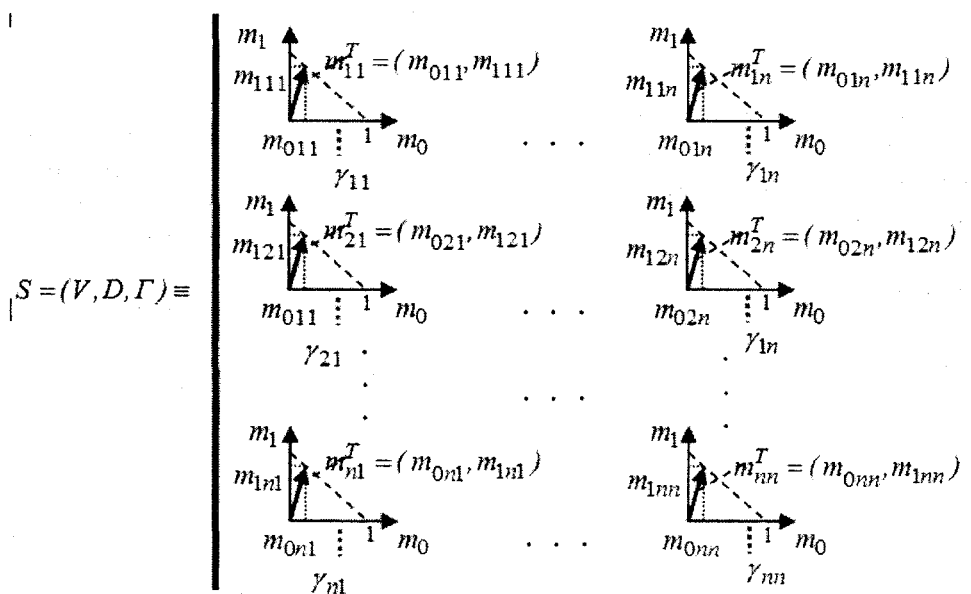 m₁ m₁₁ᵀ = ( m₀₁₁, m₁₁₁ )
m₁₁₁
m₀₁₁ 1 m₀
γ₁₁
. . .
m₁ m₁ₙᵀ = ( m₀₁ₙ, m₁₁ₙ )
m₁₁ₙ
m₀₁ₙ 1 m₀
γ₁ₙ
S = (V, D, Γ) ≡
m₁ m₂₁ᵀ = ( m₀₂₁, m₁₂₁ )
m₁₂₁
m₀₁₁ 1 m₀
γ₂₁
. . .
m₁ m₂ₙᵀ = ( m₀₂ₙ, m₁₂ₙ )
m₁₂ₙ
m₀₂ₙ 1 m₀
γ₁ₙ
. . .
m₁ mₙ₁ᵀ = ( m₀ₙ₁, m₁ₙ₁ )
m₁ₙ₁
m₀ₙ₁ 1 m₀
γₙ₁
. . .
m₁ mₙₙᵀ = ( m₀ₙₙ, m₁ₙₙ )
m₁ₙₙ
m₀ₙₙ 1 m₀
γₙₙ